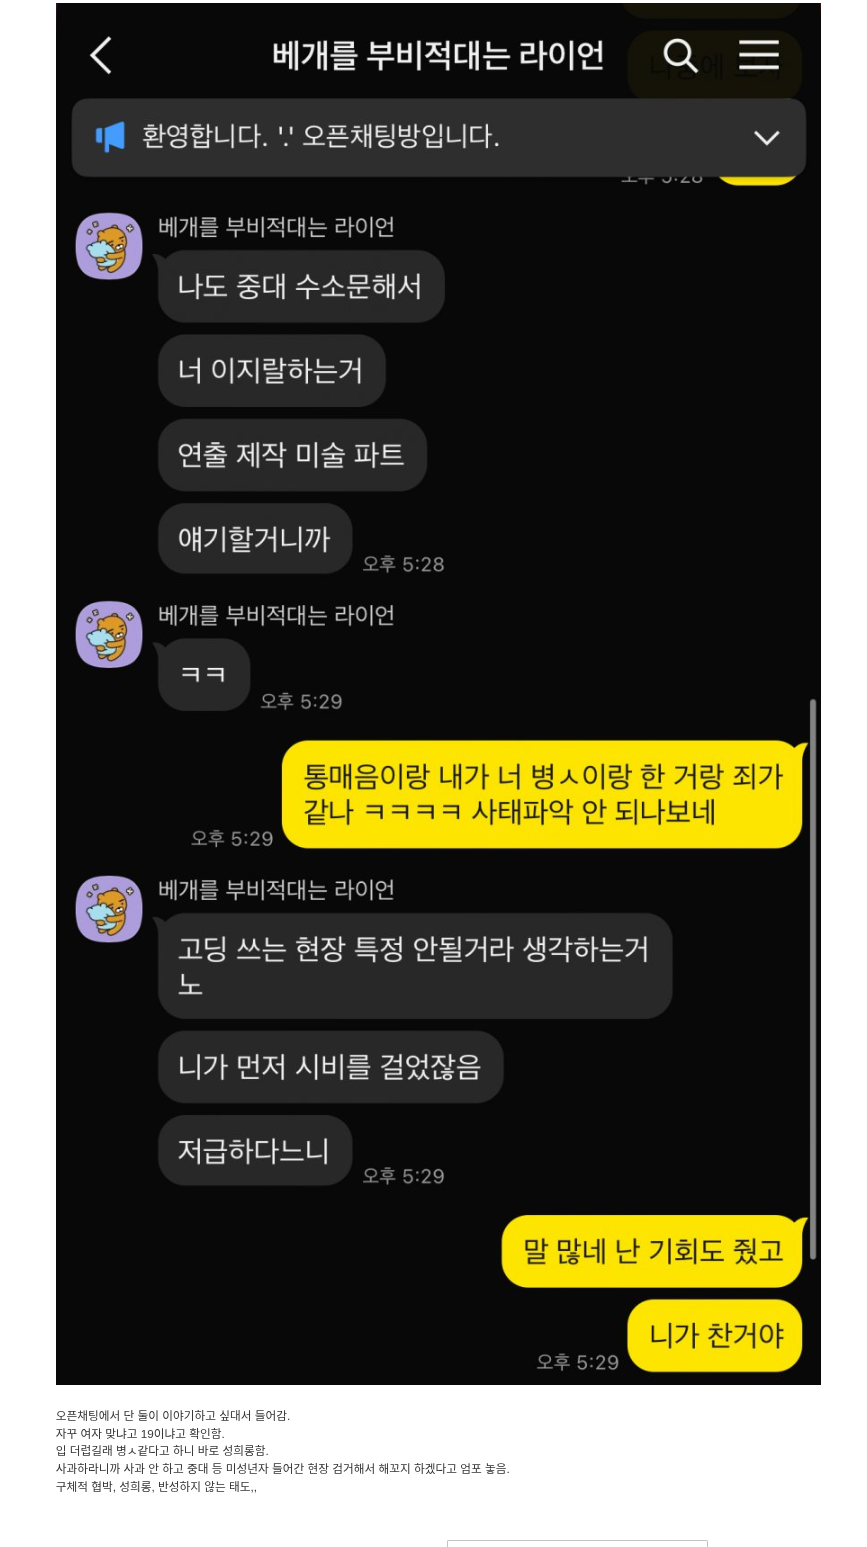 베개를 부비적대는 라이언
환영합니다. '.' 오픈채팅방입니다.
오후 5:28
베개를 부비적대는 라이언
나도 중대 수소문해서
너 이지랄하는거
연출 제작 미술 파트
얘기할거니까
오후 5:28
베개를 부비적대는 라이언
ㅋㅋ
오후 5:29
통매음이랑 내가 너 병ㅅ이랑 한 거랑 죄가
같나 ㅋㅋㅋㅋ 사태파악 안 되나보네
오후 5:29
베개를 부비적대는 라이언
고딩 쓰는 현장 특정 안될거라 생각하는거
노
니가 먼저 시비를 걸었잖음
저급하다느니
오후 5:29
말 많네 난 기회도 줬고
니가 찬거야
오후 5:29
오픈채팅에서 단 둘이 이야기하고 싶대서 들어감.
자꾸 여자 맞냐고 19이냐고 확인함.
입 더럽길래 병ㅅ같다고 하니 바로 성희롱함.
사과하라니까 사과 안 하고 중대 등 미성년자 들어간 현장 검거해서 해꼬지 하겠다고 엄포 놓음.
구체적 협박, 성희롱, 반성하지 않는 태도,,